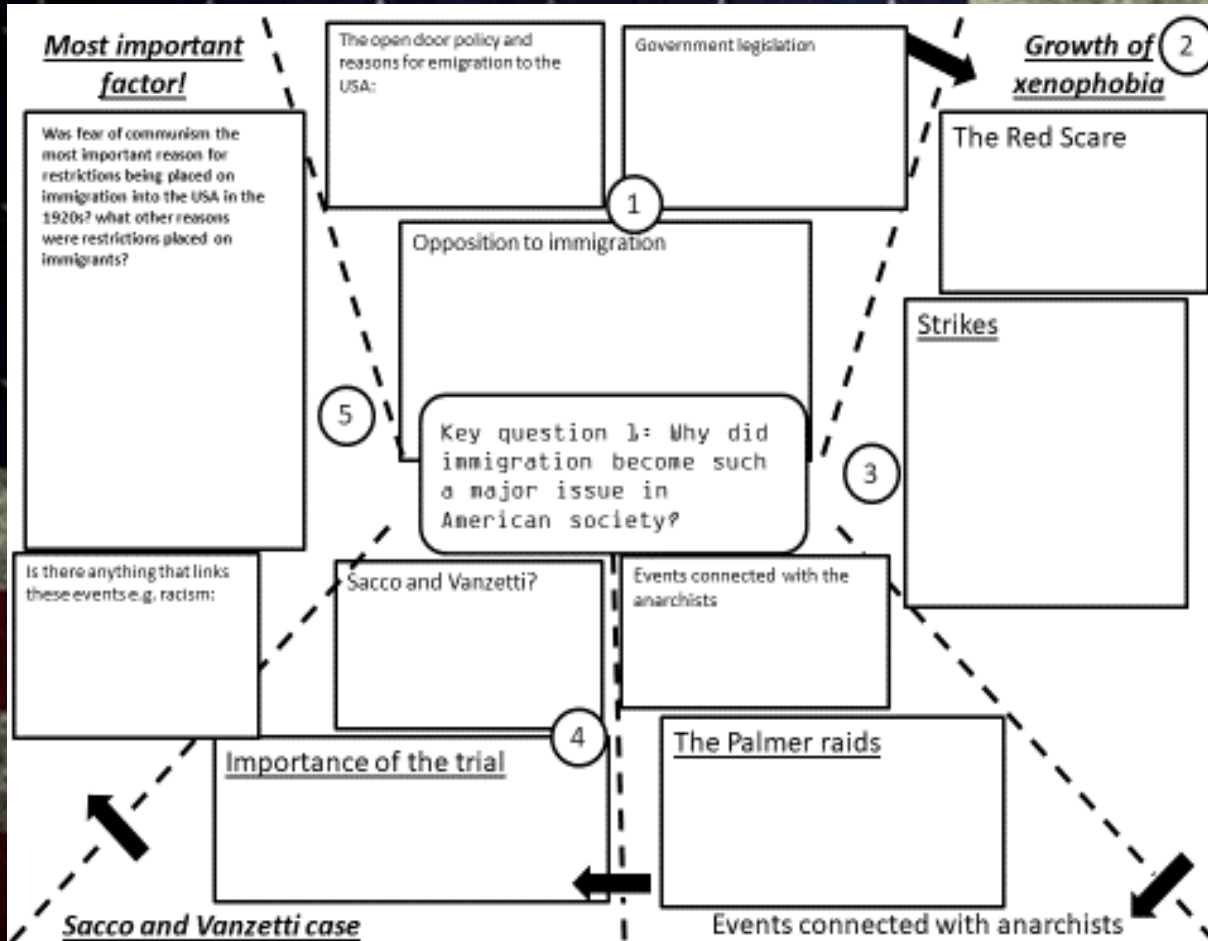 Most important
factor!
Was fear of communism the
most important reason for
restrictions being placed on
immigration into the USA in the
1920s? what other reasons
were restrictions placed on
immigrants?
The open door policy and
reasons for emigration to the
USA:
Government legislation
1
Opposition to immigration
Growth of
xenophobia
2
The Red Scare
Strikes
3
5
Key question 1: Why did
immigration become such
a major issue in
American society?
Is there anything that links
these events e.g. racism:
Sacco and Vanzetti?
4
Importance of the trial
Sacco and Vanzetti case
Events connected with the
anarchists
The Palmer raids
Events connected with anarchists